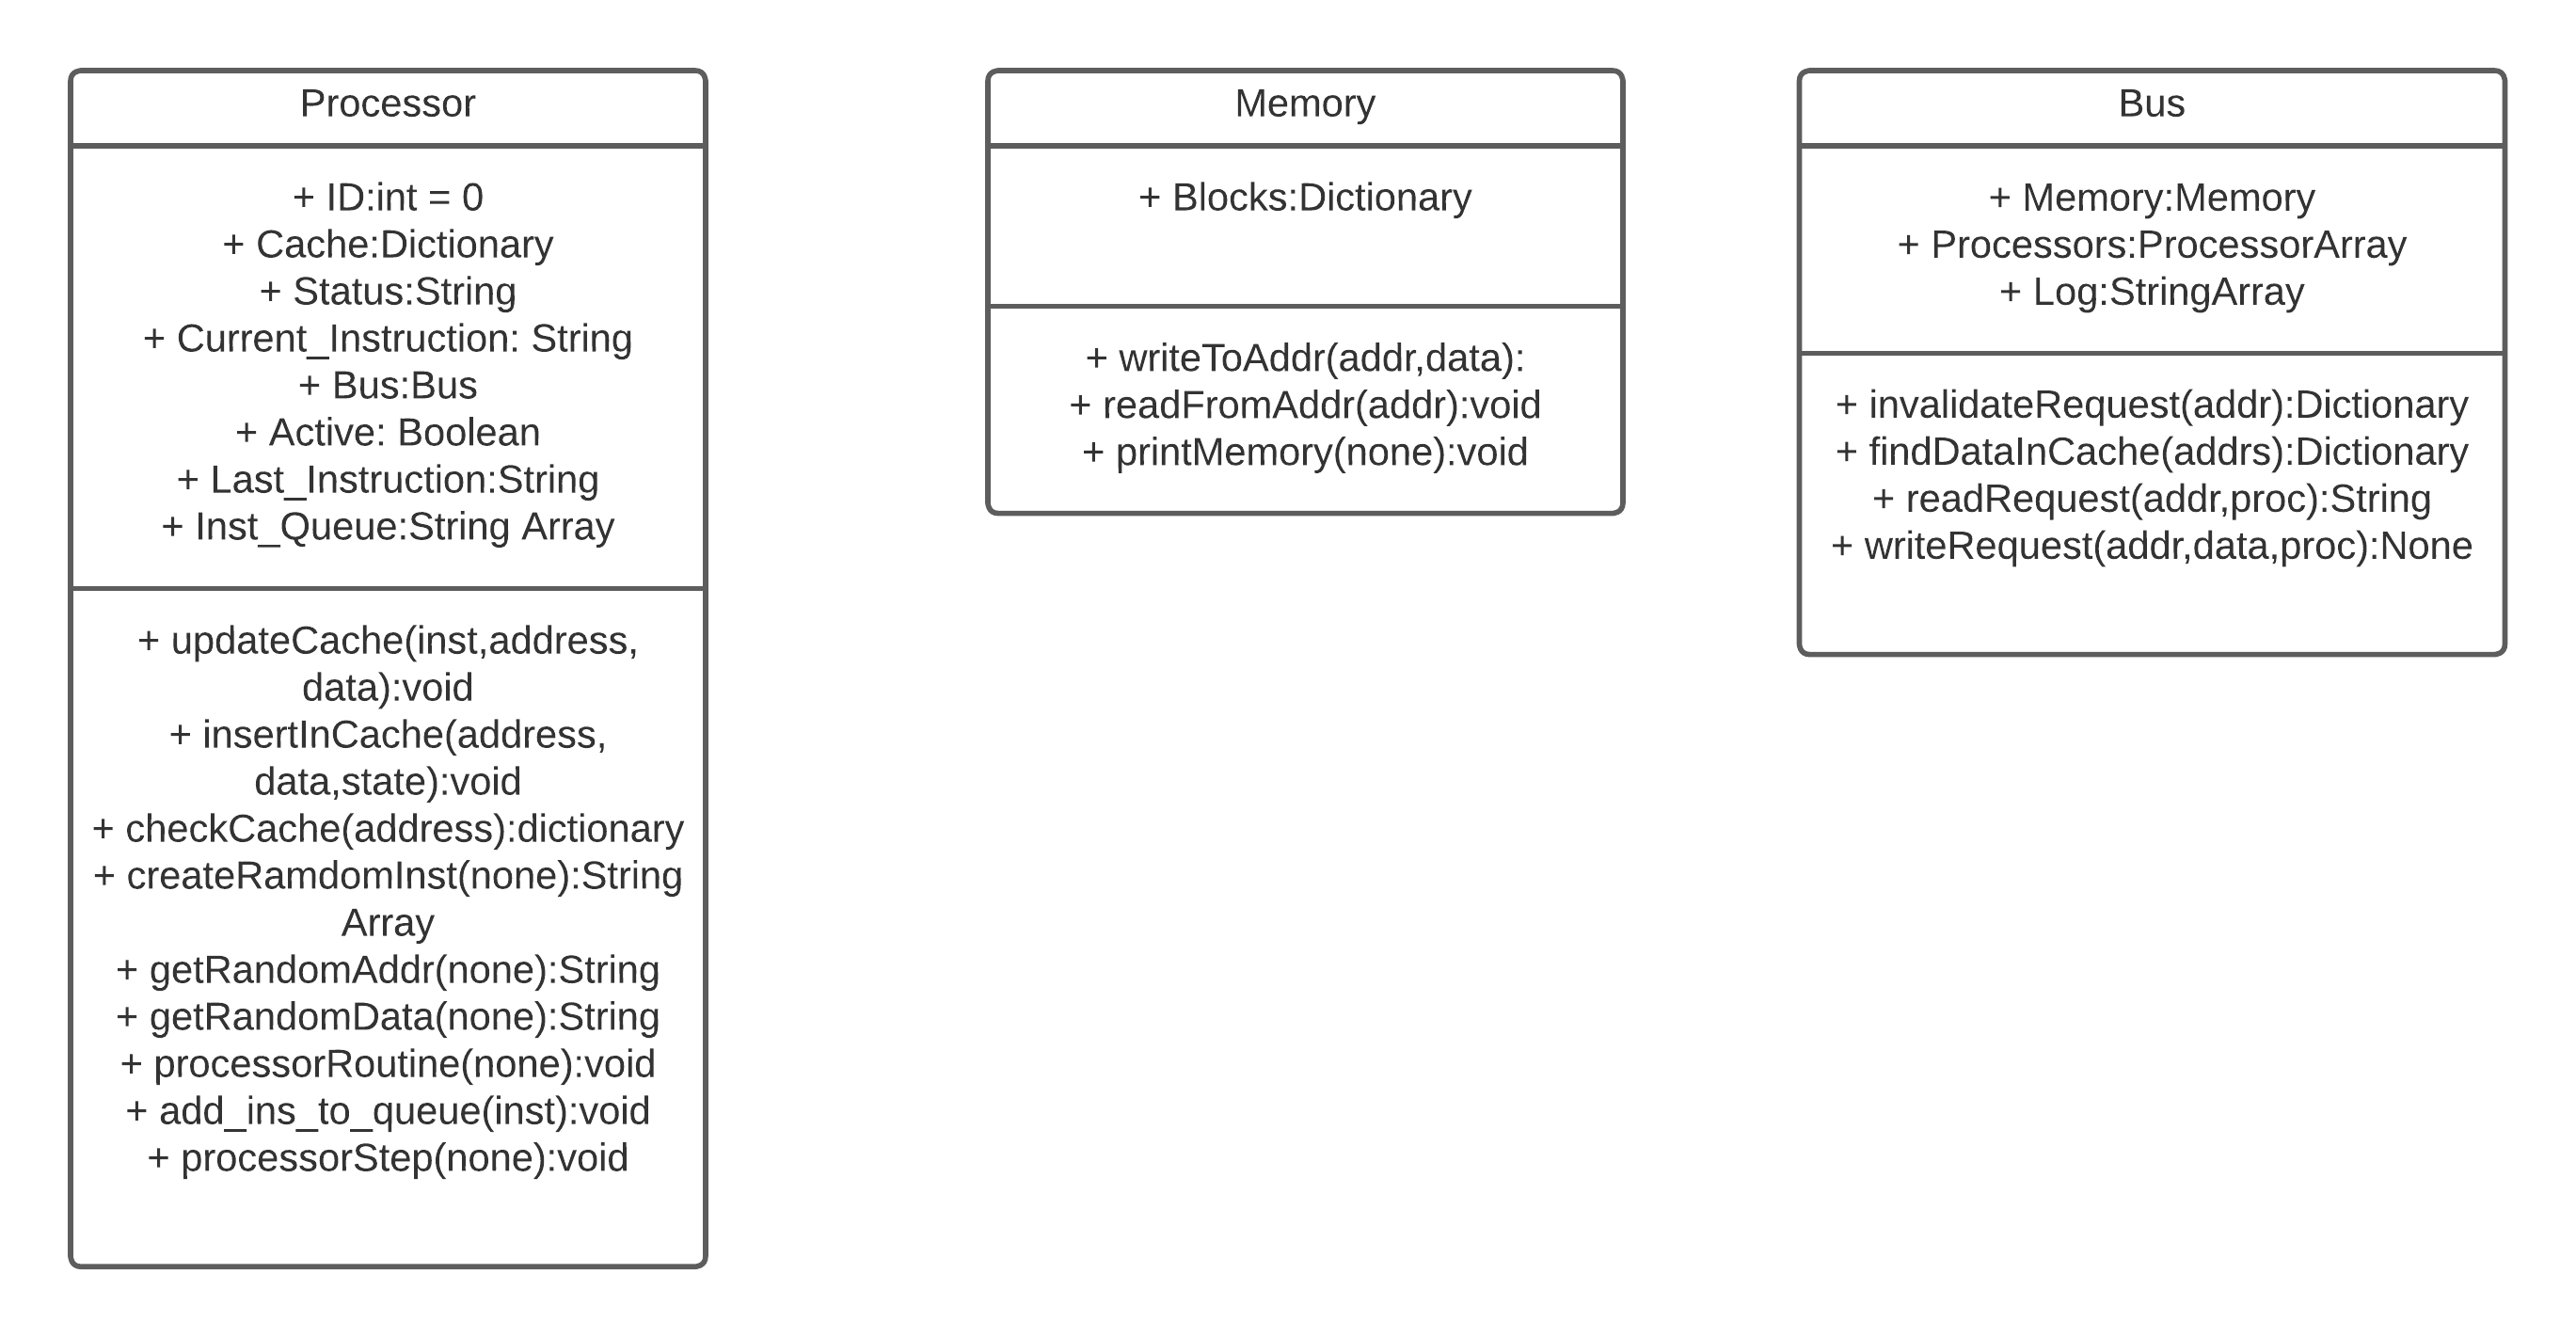 Processor
+ ID:int = 0
+ Cache:Dictionary
+ Status:String
+ Current_Instruction: String
+ Bus:Bus
+ Active: Boolean
+ Last_Instruction:String
+ Inst_Queue:String Array
+ updateCache(inst,address,
data):void
+ insertInCache(address,
data,state):void
+ checkCache(address):dictionary
+ createRamdomInst(none):String
Array
+ getRandomAddr(none):String
+ getRandomData(none):String
+ processorRoutine(none):void
+ add_ins_to_queue(inst):void
+ processorStep(none):void
Memory
+ Blocks:Dictionary
+ writeToAddr(addr,data):
+ readFromAddr(addr):void
+ printMemory(none):void
Bus
+ Memory:Memory
+ Processors:ProcessorArray
+ Log:StringArray
+ invalidateRequest(addr):Dictionary
+ findDataInCache(addrs):Dictionary
+ readRequest(addr,proc):String
+ writeRequest(addr,data,proc):None